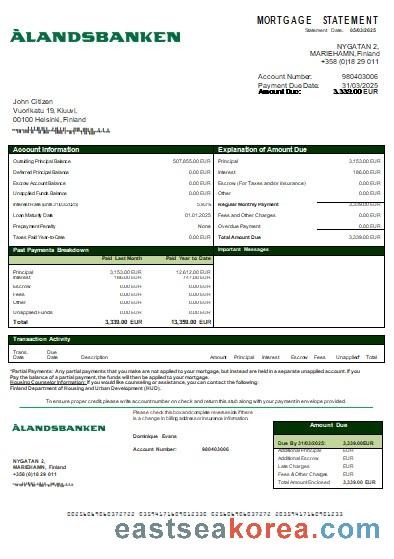 MORTGAGE STATEMENT
Statement Date: 05/03/2025
ÅLANDSBANKEN
NYGATAN 2,
MARIEHAMN, Finland
+358 (0)18 29 011
Account Number: 980403006
Payment Due Date: 31/03/2025
Amount Due: 3,339.00 EUR
John Citizen
Vuorikatu 19, Kluuvi,
00100 Helsinki, Finland
Account Information
Outstanding Principal Balance 507,855.00 EUR
Deferred Principal Balance 0.00 EUR
Escrow Account Balance 0.00 EUR
Unapplied Funds Balance 0.00 EUR
Interest Rate (until 31/03/2025)
Loan Maturity Date 01.01.2025
Prepayment Penalty None
Taxes Paid Year-to-Date 0.00 EUR
Explanation of Amount Due
Principal 3,153.00 EUR
Interest 186.00 EUR
Escrow (For Taxes and/or Insurance) 0.00 EUR
Other 0.00 EUR
Regular Monthly Payment 3,339.00 EUR
Fees and Other Charges 0.00 EUR
Overdue Payment 0.00 EUR
Total Amount Due 3,339.00 EUR
Past Payments Breakdown
Paid Last Month Paid Year to Date
Principal 3,153.00 EUR 12,612.00 EUR
Interest 186.00 EUR 747.00 EUR
Escrow 0.00 EUR 0.00 EUR
Fees 0.00 EUR 0.00 EUR
Other 0.00 EUR 0.00 EUR
Unapplied Funds 0.00 EUR 0.00 EUR
Total 3,339.00 EUR 13,359.00 EUR
Important Messages
Transaction Activity
Trans. Date Due Date Description Amount Principal Interest Escrow Fees Unapplied* Total
*Partial Payments: Any partial payments that you make are not applied to your mortgage, but instead are held in a separate unapplied account. If you
Pay the balance of a partial payment, the funds will then be applied to your mortgage.
Housing Counselor Information: If you would like counseling or assistance, you can contact the following:
Finland Department of Housing and Urban Development (HUD).
To ensure proper credit please write account number on check and return this stub along with your payment in envelope provided.
Please check this box and complete reverse side if there
is a change in billing address or insurance information
ÅLANDSBANKEN
Dominique Evans
Account Number: 980403006
NYGATAN 2,
MARIEHAMN, Finland
+358 (0)18 29 011
Amount Due
Due By 31/03/2025: 3,339.00EUR
Additional Principal EUR
Additional Escrow EUR
Late Charges EUR
Fees & Other Charges EUR
Total Amount Enclosed 3,339.00 EUR
eastseakorea.com